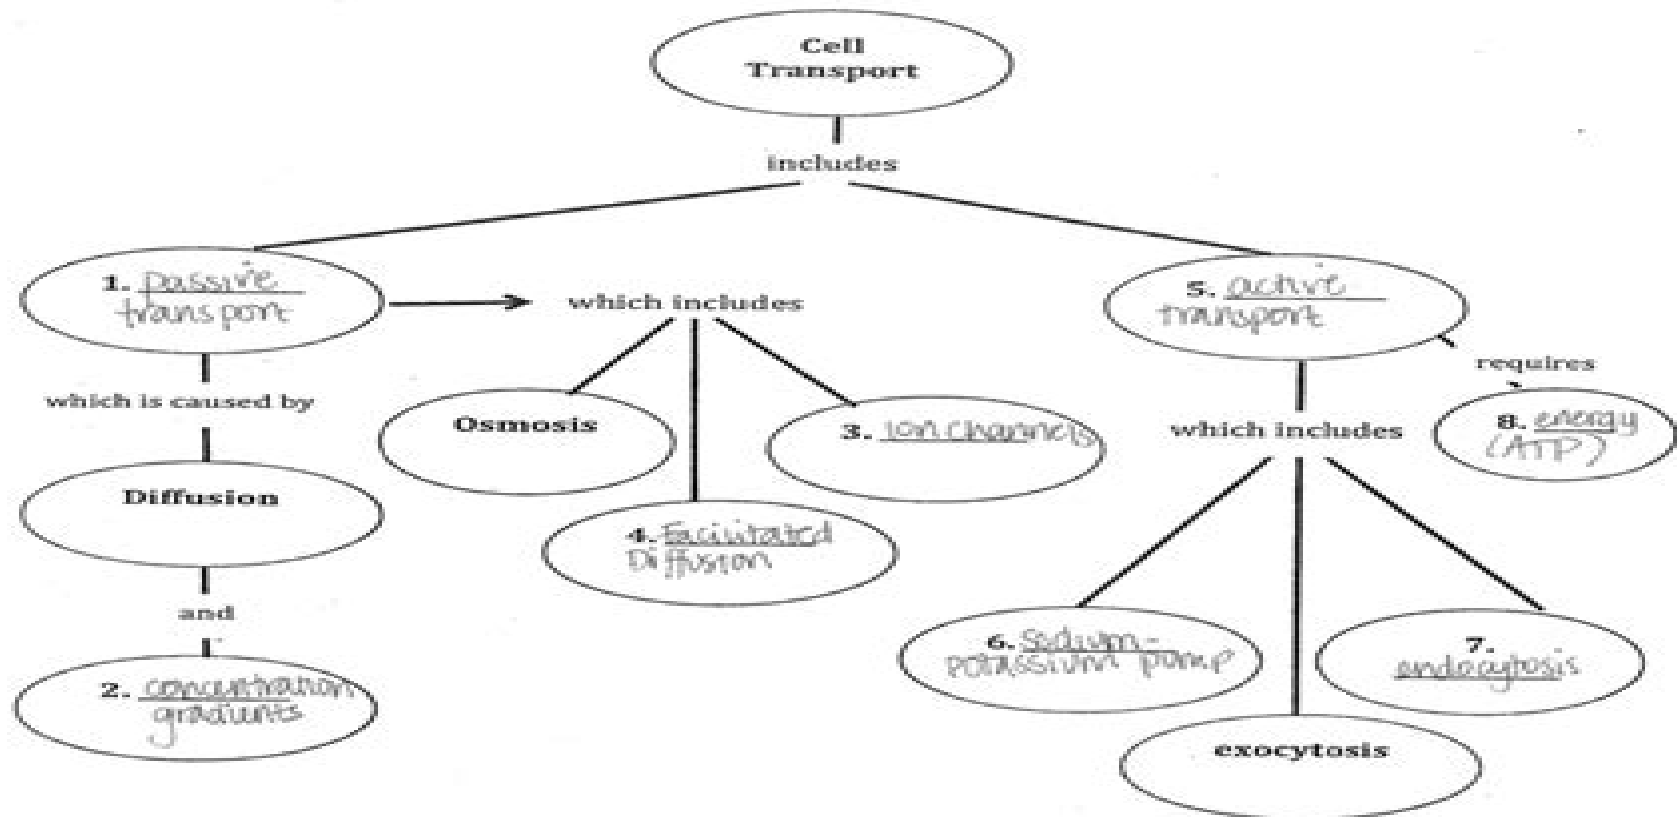 Cell
Transport
includes
1. passive
transport
which includes
5. active
transport
requires
which is caused by
Osmosis
3. ion channels
which includes
8. energy
(ATP)
Diffusion
4. Facilitated
Diffusion
and
6. sodium-
potassium pump
7.
endocytosis
2. concentration
gradients
exocytosis